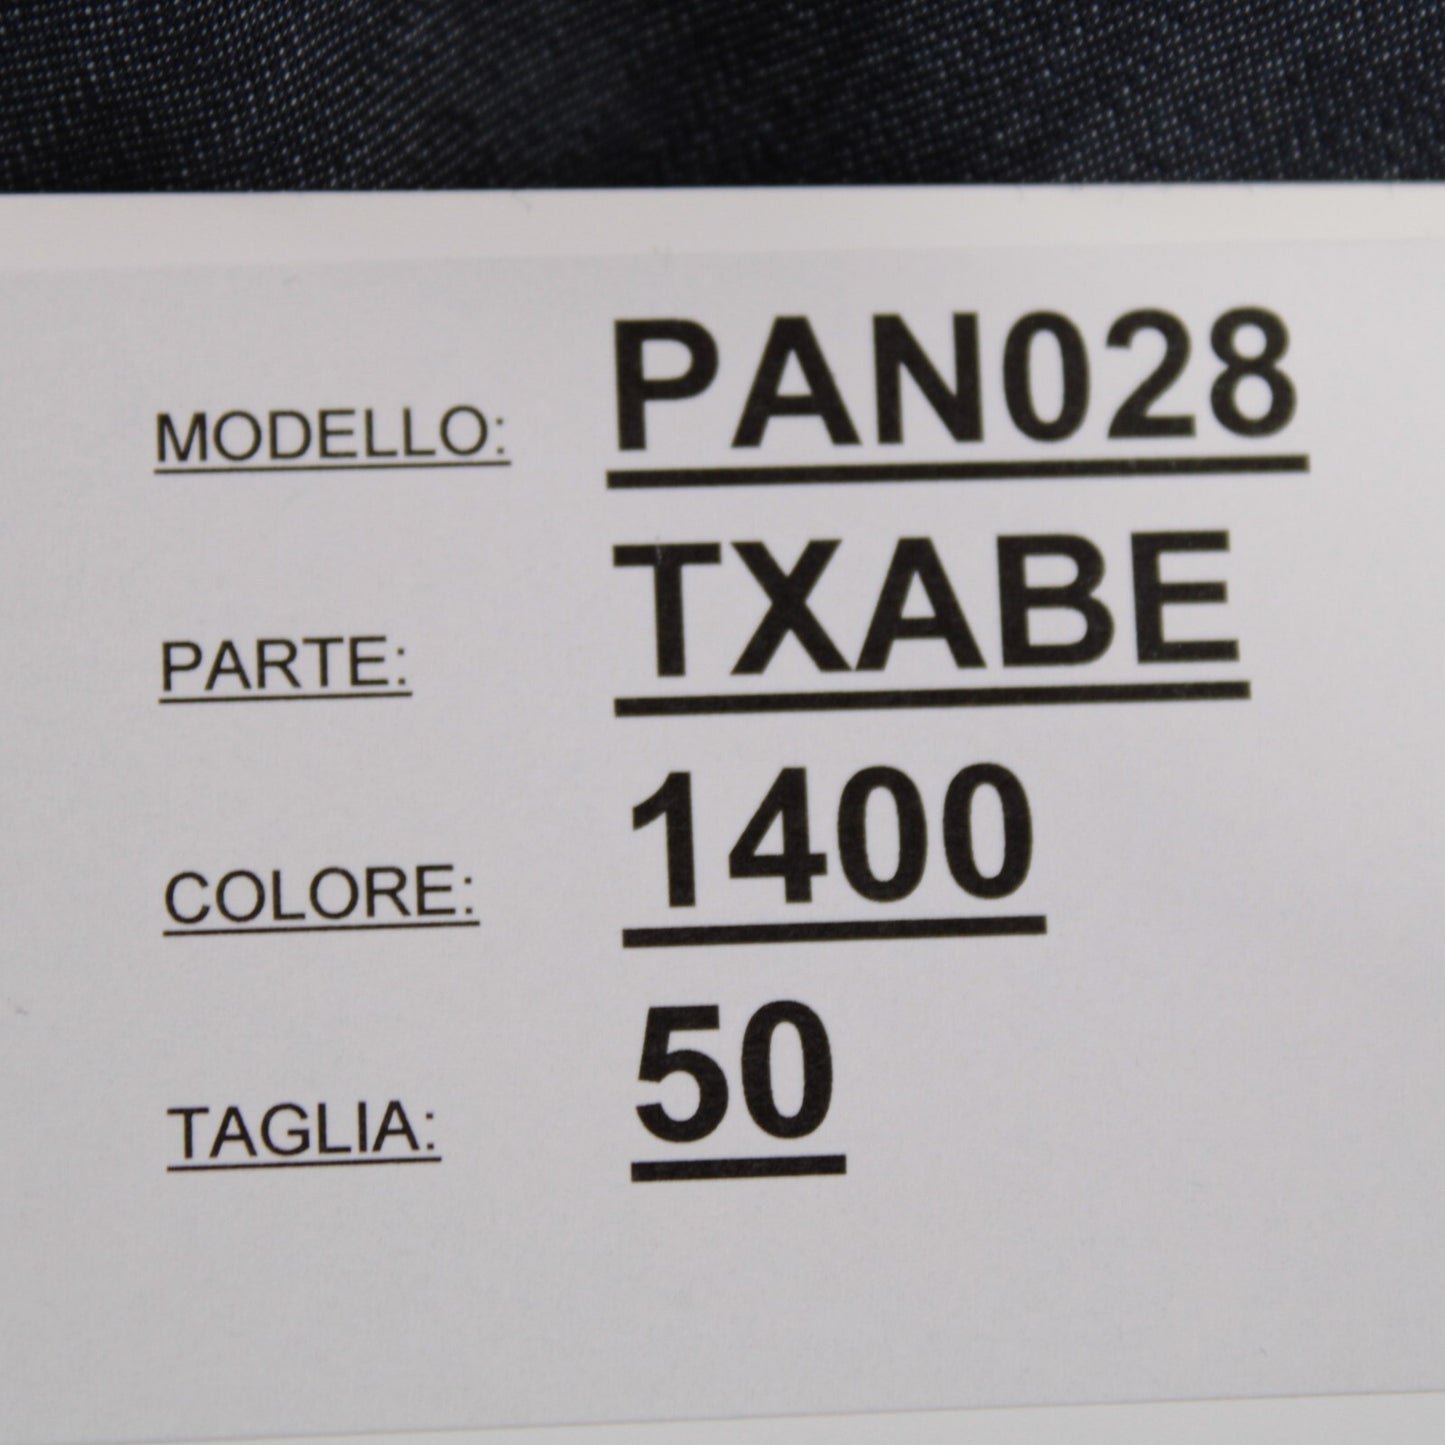 MODELLO: PAN028
PARTE: TXABE
COLORE: 1400
TAGLIA: 50